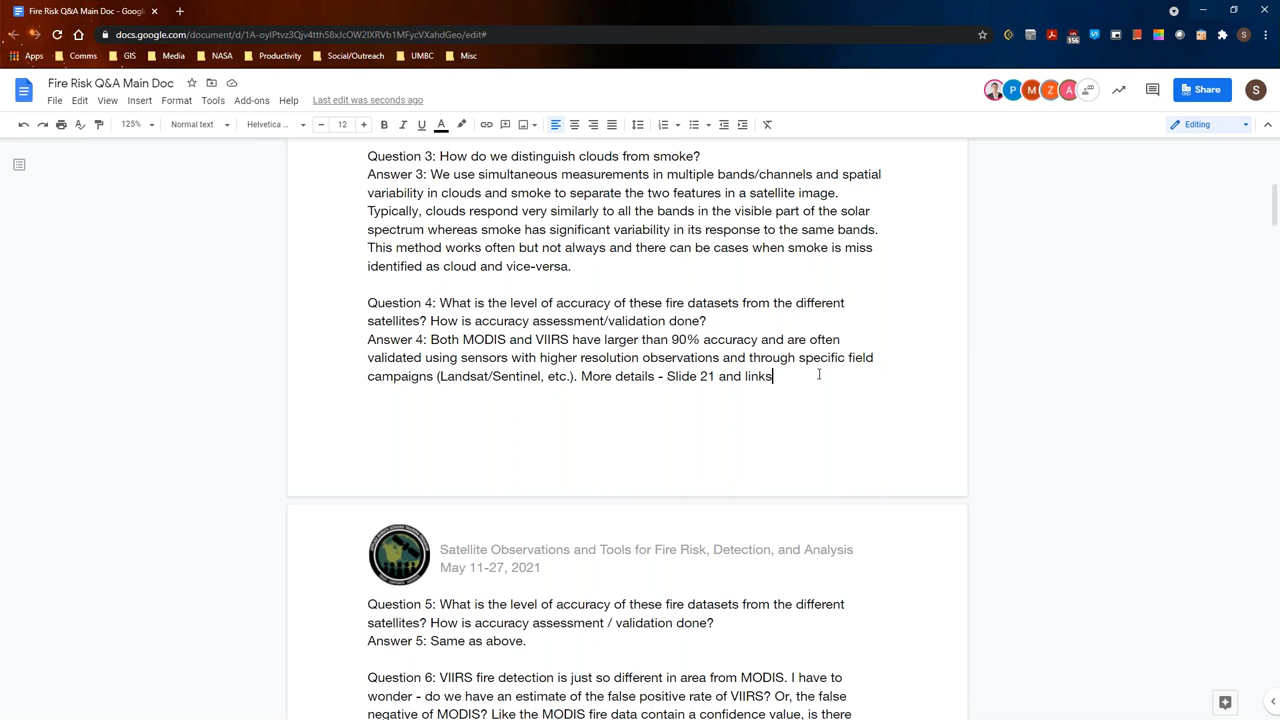 Fire Risk Q&A Main Doc - Googl
docs.google.com/document/d/1A-oyIPtvz3Qjv4tth58xJcOW2IXRVb1MFycVXahdGeo/edit#
Apps Comms GIS Media NASA Productivity Social/Outreach UMBC Misc
Fire Risk Q&A Main Doc
File Edit View Insert Format Tools Add-ons Help Last edit was seconds ago
P M Z A Share S
125% Normal text Helvetica ... 12 B I U A Editing
Question 3: How do we distinguish clouds from smoke?
Answer 3: We use simultaneous measurements in multiple bands/channels and spatial
variability in clouds and smoke to separate the two features in a satellite image.
Typically, clouds respond very similarly to all the bands in the visible part of the solar
spectrum whereas smoke has significant variability in its response to the same bands.
This method works often but not always and there can be cases when smoke is miss
identified as cloud and vice-versa.
Question 4: What is the level of accuracy of these fire datasets from the different
satellites? How is accuracy assessment/validation done?
Answer 4: Both MODIS and VIIRS have larger than 90% accuracy and are often
validated using sensors with higher resolution observations and through specific field
campaigns (Landsat/Sentinel, etc.). More details - Slide 21 and links
Satellite Observations and Tools for Fire Risk, Detection, and Analysis
May 11-27, 2021
Question 5: What is the level of accuracy of these fire datasets from the different
satellites? How is accuracy assessment / validation done?
Answer 5: Same as above.
Question 6: VIIRS fire detection is just so different in area from MODIS. I have to
wonder - do we have an estimate of the false positive rate of VIIRS? Or, the false
negative of MODIS? Like the MODIS fire data contain a confidence value, is there